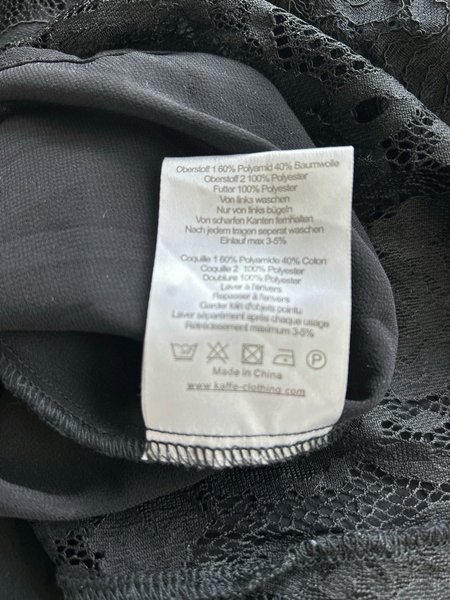 Oberstoff 1 60% Polyamid 40% Baumwolle
Oberstoff 2 100% Polyester
Futter 100% Polyester
Von links waschen
Nur von links bügeln
Von scharfen Kanten fernhalten
Nach jedem tragen seperat waschen
Einlauf max 3-5%
Coquille 1 60% Polyamide 40% Coton
Coquille 2 100% Polyester
Doublure 100% Polyester
Laver à l'envers
Repasser à l'envers
Garder loin d'objets pointu
Laver séparément après chaque usage
Rétrécissement maximum 3-5%
P
Made in China
www.kaffe-clothing.com